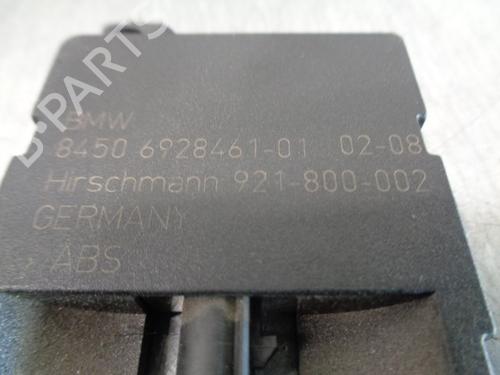 BMW
8450 6928461-01 02-08
Hirschmann 921-800-002
GERMANY
> ABS
B-PARTS